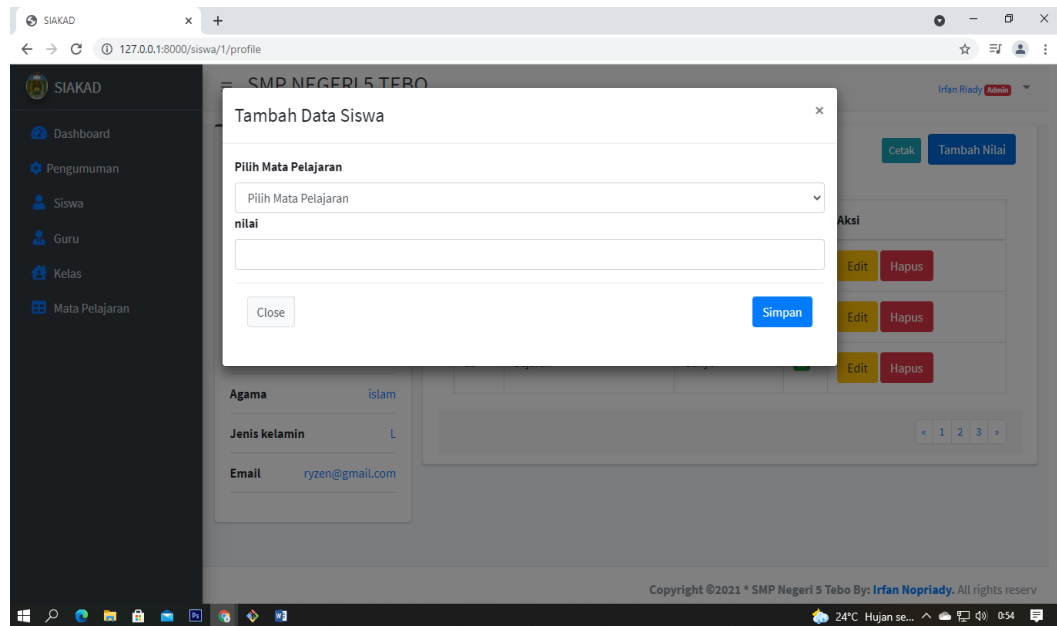 SIAKAD
127.0.0.1:8000/siswa/1/profile
SIAKAD
SMP NEGERI 5 TEBO
Irfan Riady Admin
Tambah Data Siswa ×
Dashboard
Cetak Tambah Nilai
Pengumuman
Pilih Mata Pelajaran
Siswa
Pilih Mata Pelajaran
nilai
Aksi
Guru
Edit Hapus
Kelas
Mata Pelajaran
Close Simpan
Edit Hapus
Edit Hapus
Agama islam
Jenis kelamin L
« 1 2 3 »
Email ryzen@gmail.com
Copyright ©2021 * SMP Negeri 5 Tebo By: Irfan Nopriady. All rights reserv
24°C Hujan se... 0:54